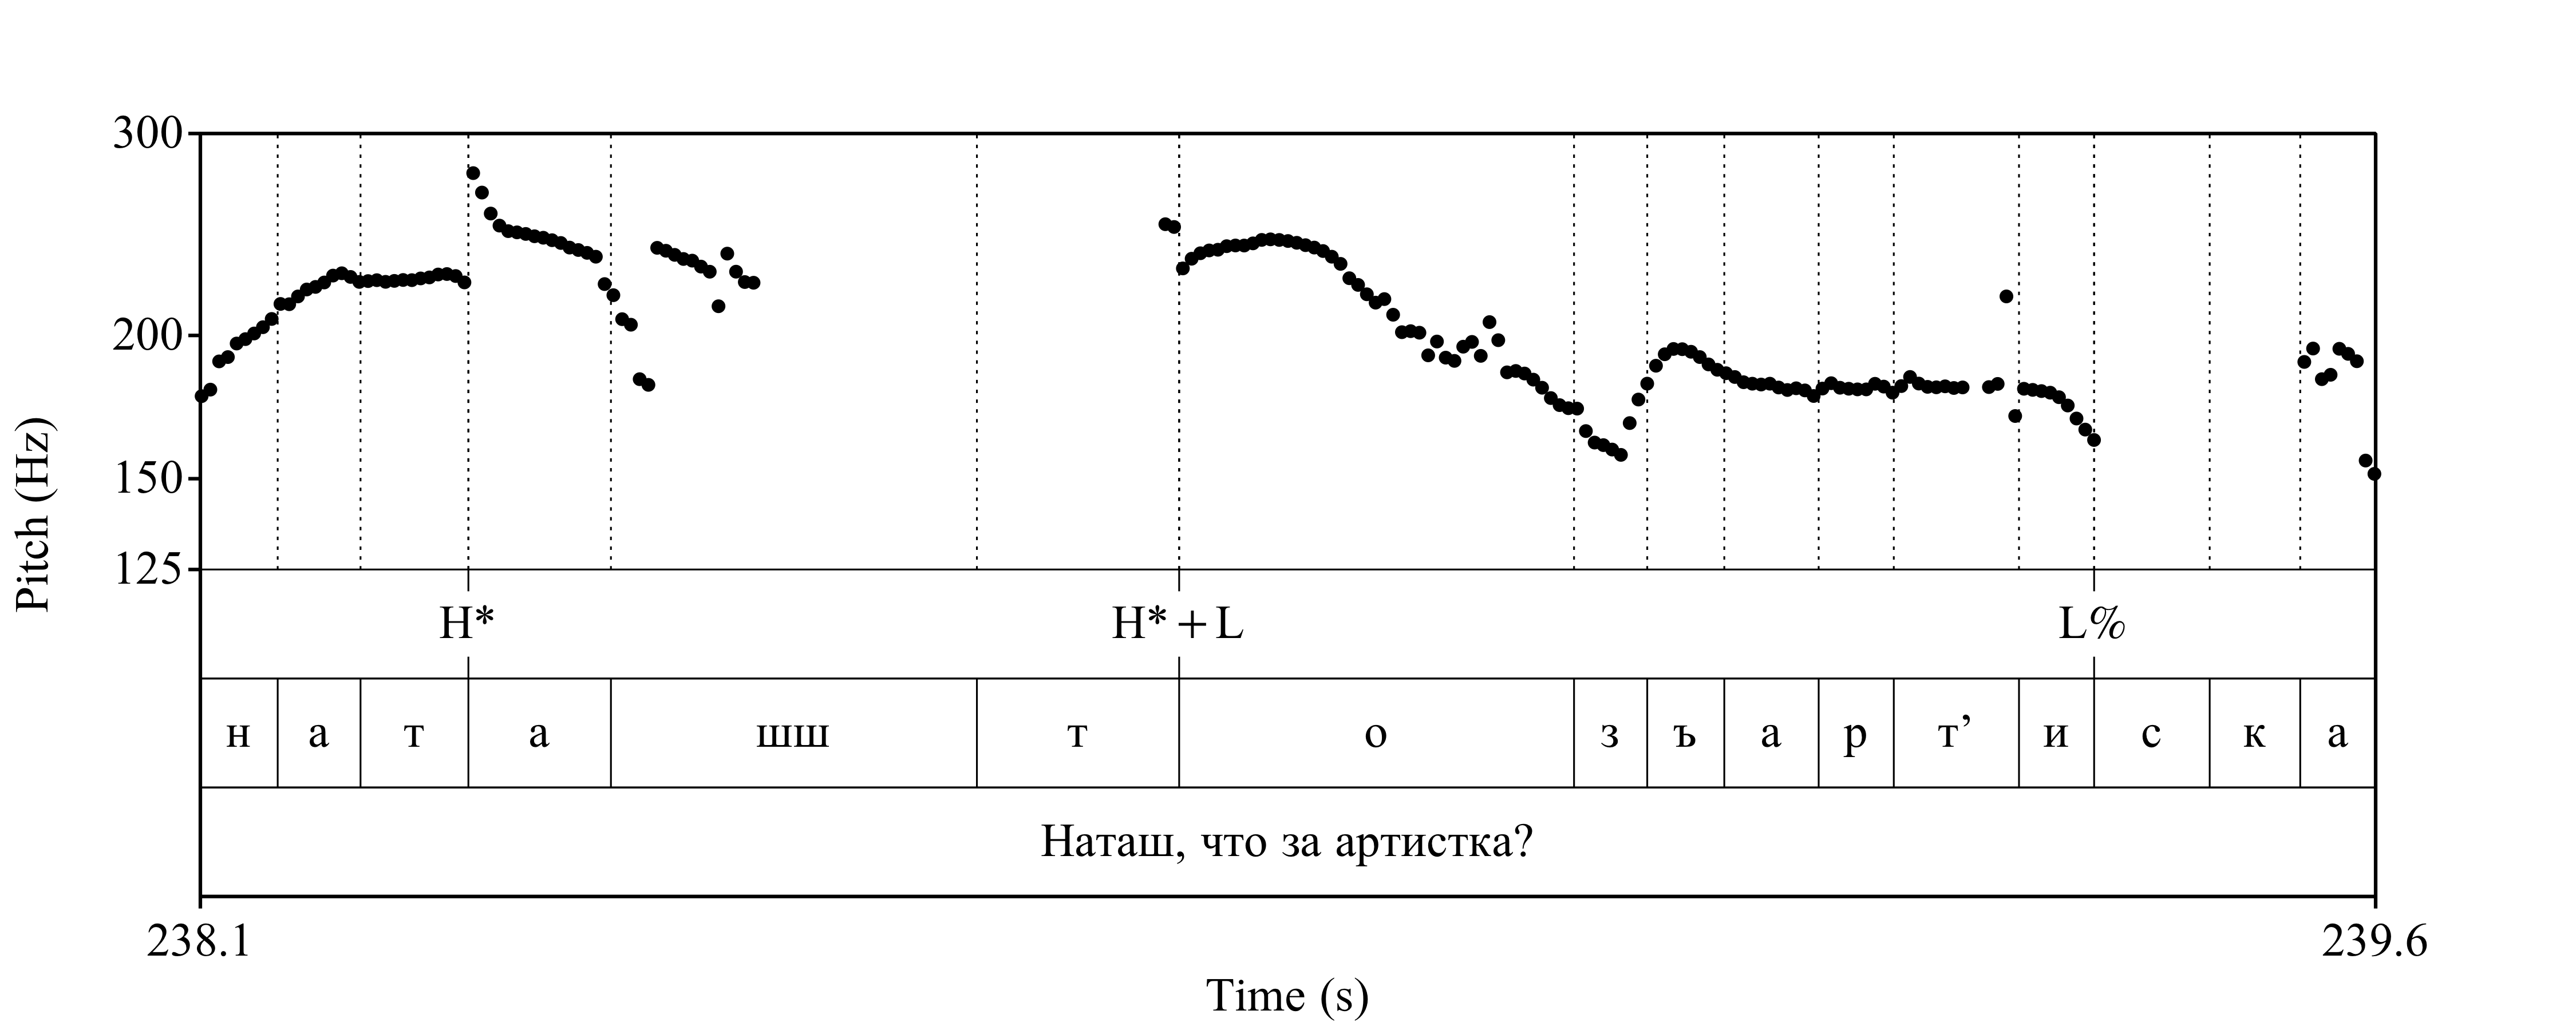 300
200
150
125
Pitch (Hz)
H* H*+L L%
н а т а шш т о з ъ а р т’ и с к а
Наташ, что за артистка?
238.1 239.6
Time (s)